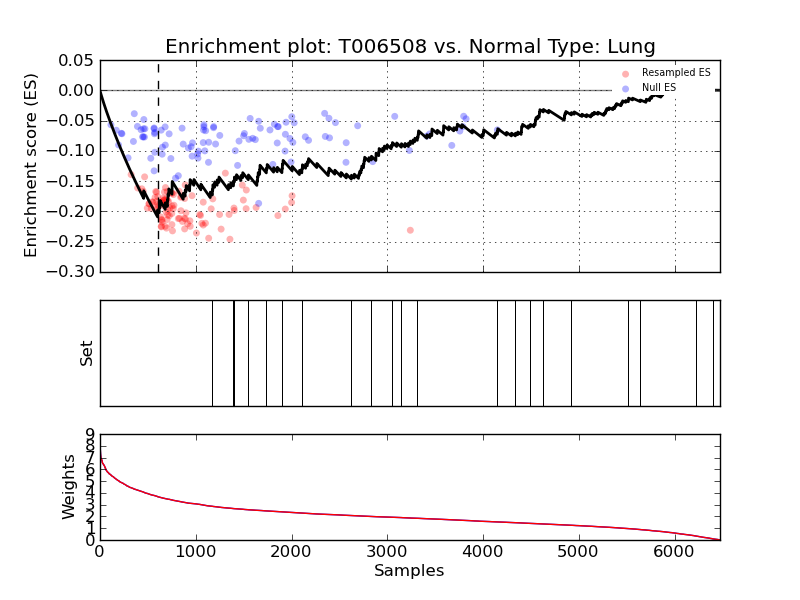 Enrichment plot: T006508 vs. Normal Type: Lung
Enrichment score (ES)
0.05
0.00
−0.05
−0.10
−0.15
−0.20
−0.25
−0.30
Resampled ES
Null ES
Set
Weights
9
8
7
6
5
4
3
2
1
0
0 1000 2000 3000 4000 5000 6000
Samples